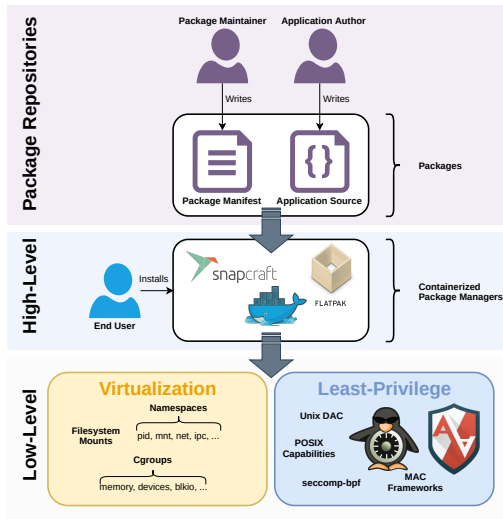 Package Repositories
Package Maintainer
Application Author
Writes
Writes
Package Manifest
Application Source
Packages
High-Level
Installs
End User
snapcraft
FLATPAK
Containerized
Package Managers
Low-Level
Virtualization
Namespaces
Filesystem
Mounts
pid, mnt, net, ipc, ...
Cgroups
memory, devices, blkio, ...
Least-Privilege
Unix DAC
POSIX
Capabilities
seccomp-bpf
MAC
Frameworks